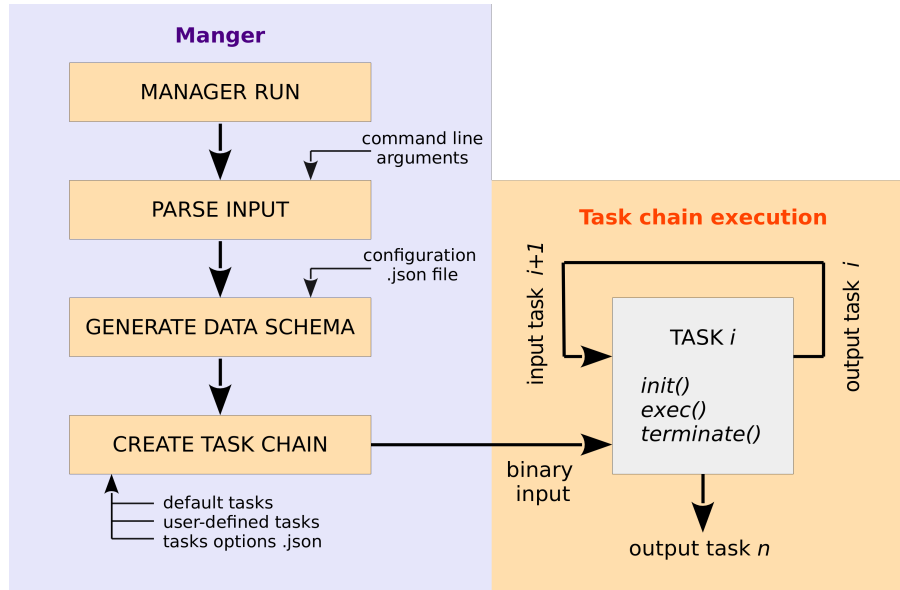 Manger
MANAGER RUN
command line
arguments
PARSE INPUT
configuration
.json file
GENERATE DATA SCHEMA
CREATE TASK CHAIN
default tasks
user-defined tasks
tasks options .json
Task chain execution
input task i+1
output task i
TASK i
init()
exec()
terminate()
binary
input
output task n